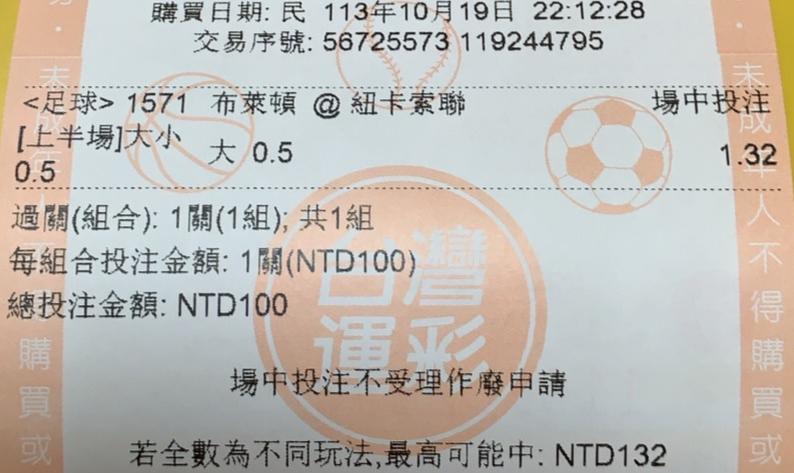 購買日期: 民 113年10月19日 22:12:28
交易序號: 56725573 119244795
<足球> 1571 布萊頓 @ 紐卡索聯 場中投注
[上半場]大小 0.5 大 0.5 1.32
過關(組合): 1關(1組); 共1組
每組合投注金額: 1關(NTD100)
總投注金額: NTD100
台灣
運彩
場中投注不受理作廢申請
若全數為不同玩法,最高可能中: NTD132
未成年
購買或
未成年人不得購買或